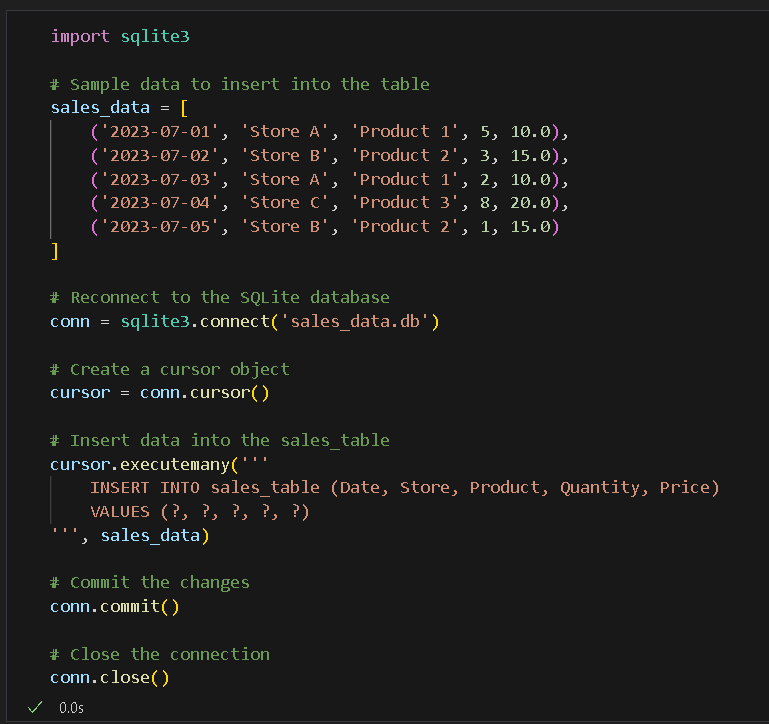 import sqlite3
# Sample data to insert into the table
sales_data = [
    ('2023-07-01', 'Store A', 'Product 1', 5, 10.0),
    ('2023-07-02', 'Store B', 'Product 2', 3, 15.0),
    ('2023-07-03', 'Store A', 'Product 1', 2, 10.0),
    ('2023-07-04', 'Store C', 'Product 3', 8, 20.0),
    ('2023-07-05', 'Store B', 'Product 2', 1, 15.0)
]
# Reconnect to the SQLite database
conn = sqlite3.connect('sales_data.db')
# Create a cursor object
cursor = conn.cursor()
# Insert data into the sales_table
cursor.executemany('''
    INSERT INTO sales_table (Date, Store, Product, Quantity, Price)
    VALUES (?, ?, ?, ?, ?)
''', sales_data)
# Commit the changes
conn.commit()
# Close the connection
conn.close()
✓ 0.0s